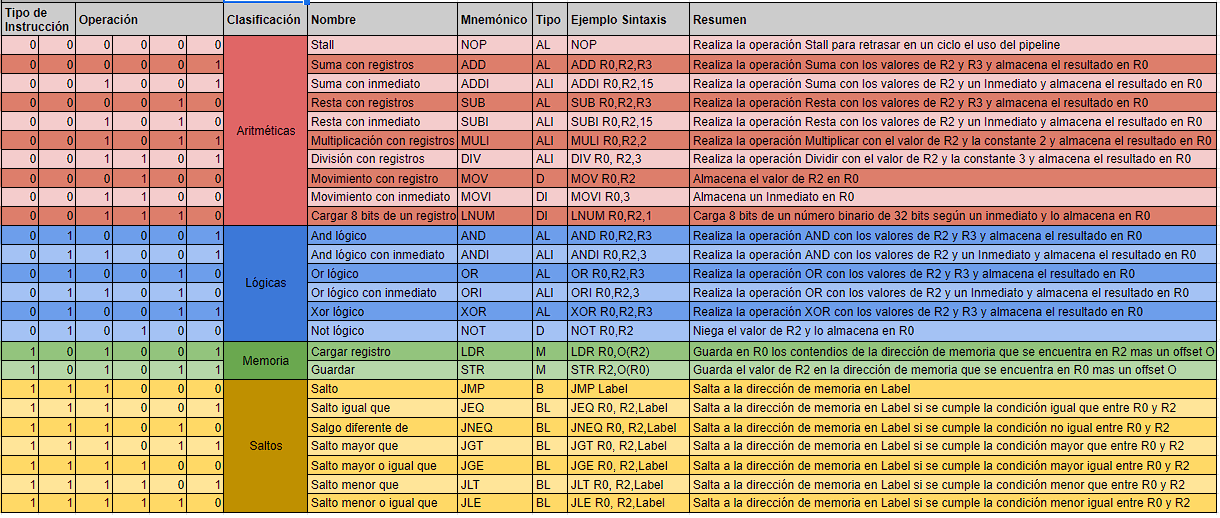 Tipo de Instrucción Operación Clasificación Nombre Mnemónico Tipo Ejemplo Sintaxis Resumen
0 0 0 0 0 0 Stall NOP AL NOP Realiza la operación Stall para retrasar en un ciclo el uso del pipeline
0 0 0 0 0 1 Suma con registros ADD AL ADD R0,R2,R3 Realiza la operación Suma con los valores de R2 y R3 y almacena el resultado en R0
0 0 1 0 0 1 Suma con inmediato ADDI ALI ADDI R0,R2,15 Realiza la operación Suma con los valores de R2 y un Inmediato y almacena el resultado en R0
0 0 0 0 1 0 Resta con registros SUB AL SUB R0,R2,R3 Realiza la operación Resta con los valores de R2 y R3 y almacena el resultado en R0
0 0 1 0 1 0 Resta con inmediato SUBI ALI SUBI R0,R2,15 Realiza la operación Resta con los valores de R2 y un Inmediato y almacena el resultado en R0
Aritméticas
0 0 1 0 1 1 Multiplicación con registros MULI ALI MULI R0,R2,2 Realiza la operación Multiplicar con el valor de R2 y la constante 2 y almacena el resultado en R0
0 0 1 1 0 1 División con registros DIV ALI DIV R0, R2,3 Realiza la operación Dividir con el valor de R2 y la constante 3 y almacena el resultado en R0
0 0 0 1 0 0 Movimiento con registro MOV D MOV R0,R2 Almacena el valor de R2 en R0
0 0 1 1 0 0 Movimiento con inmediato MOVI DI MOVI R0,3 Almacena un Inmediato en R0
0 0 1 1 1 0 Cargar 8 bits de un registro LNUM DI LNUM R0,R2,1 Carga 8 bits de un número binario de 32 bits según un inmediato y lo almacena en R0
0 1 0 0 0 1 And lógico AND AL AND R0,R2,R3 Realiza la operación AND con los valores de R2 y R3 y almacena el resultado en R0
0 1 1 0 0 1 And lógico con inmediato ANDI ALI ANDI R0,R2,3 Realiza la operación AND con los valores de R2 y un Inmediato y almacena el resultado en R0
0 1 0 0 1 0 Or lógico OR AL OR R0,R2,R3 Realiza la operación OR con los valores de R2 y R3 y almacena el resultado en R0
Lógicas
0 1 1 0 1 0 Or lógico con inmediato ORI ALI ORI R0,R2,3 Realiza la operación OR con los valores de R2 y un Inmediato y almacena el resultado en R0
0 1 0 0 1 1 Xor lógico XOR AL XOR R0,R2,R3 Realiza la operación XOR con los valores de R2 y R3 y almacena el resultado en R0
0 1 0 1 0 0 Not lógico NOT D NOT R0,R2 Niega el valor de R2 y lo almacena en R0
1 0 1 0 0 1 Cargar registro LDR M LDR R0,O(R2) Guarda en R0 los contendios de la dirección de memoria que se encuentra en R2 mas un offset O
Memoria
1 0 1 0 1 0 Guardar STR M STR R2,O(R0) Guarda el valor de R2 en la dirección de memoria que se encuentra en R0 mas un offset O
1 1 1 0 0 0 Salto JMP B JMP Label Salta a la dirección de memoria en Label
1 1 1 0 0 1 Salto igual que JEQ BL JEQ R0, R2,Label Salta a la dirección de memoria en Label si se cumple la condición igual que entre R0 y R2
1 1 1 0 1 0 Salgo diferente de JNEQ BL JNEQ R0, R2,Label Salta a la dirección de memoria en Label si se cumple la condición no igual entre R0 y R2
1 1 1 0 1 1 Saltos Salto mayor que JGT BL JGT R0, R2,Label Salta a la dirección de memoria en Label si se cumple la condición mayor que entre R0 y R2
1 1 1 1 0 0 Salto mayor o igual que JGE BL JGE R0, R2,Label Salta a la dirección de memoria en Label si se cumple la condición mayor igual entre R0 y R2
1 1 1 1 0 1 Salto menor que JLT BL JLT R0, R2,Label Salta a la dirección de memoria en Label si se cumple la condición menor que entre R0 y R2
1 1 1 1 1 0 Salto menor o igual que JLE BL JLE R0, R2,Label Salta a la dirección de memoria en Label si se cumple la condición menor igual entre R0 y R2